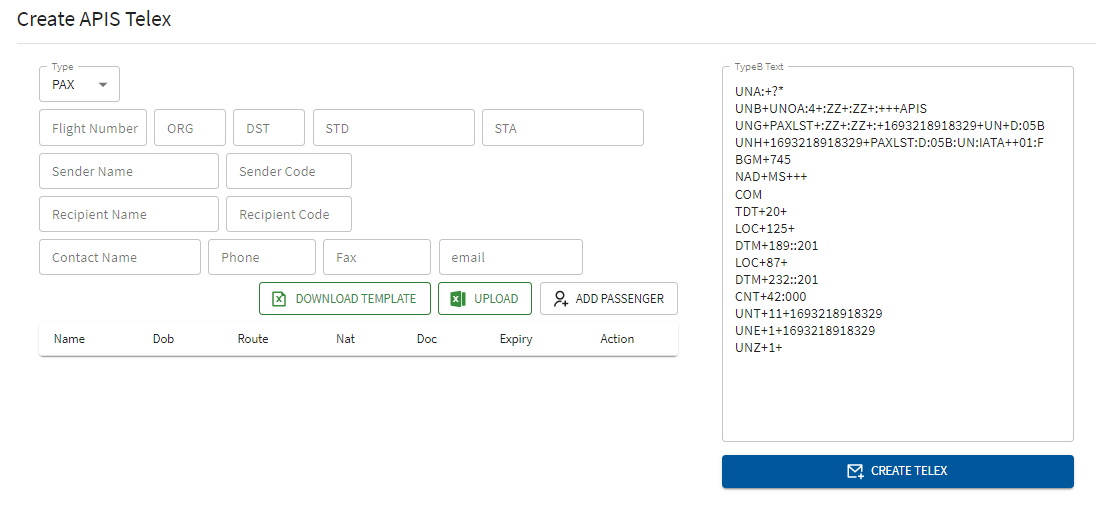 Create APIS Telex
Type
PAX
Flight Number ORG DST STD STA
Sender Name Sender Code
Recipient Name Recipient Code
Contact Name Phone Fax email
DOWNLOAD TEMPLATE UPLOAD ADD PASSENGER
Name Dob Route Nat Doc Expiry Action
TypeB Text
UNA:+?*
UNB+UNOA:4+:ZZ+:ZZ+:+++APIS
UNG+PAXLST+:ZZ+:ZZ+:+1693218918329+UN+D:05B
UNH+1693218918329+PAXLST:D:05B:UN:IATA++01:F
BGM+745
NAD+MS+++
COM
TDT+20+
LOC+125+
DTM+189::201
LOC+87+
DTM+232::201
CNT+42:000
UNT+11+1693218918329
UNE+1+1693218918329
UNZ+1+
CREATE TELEX